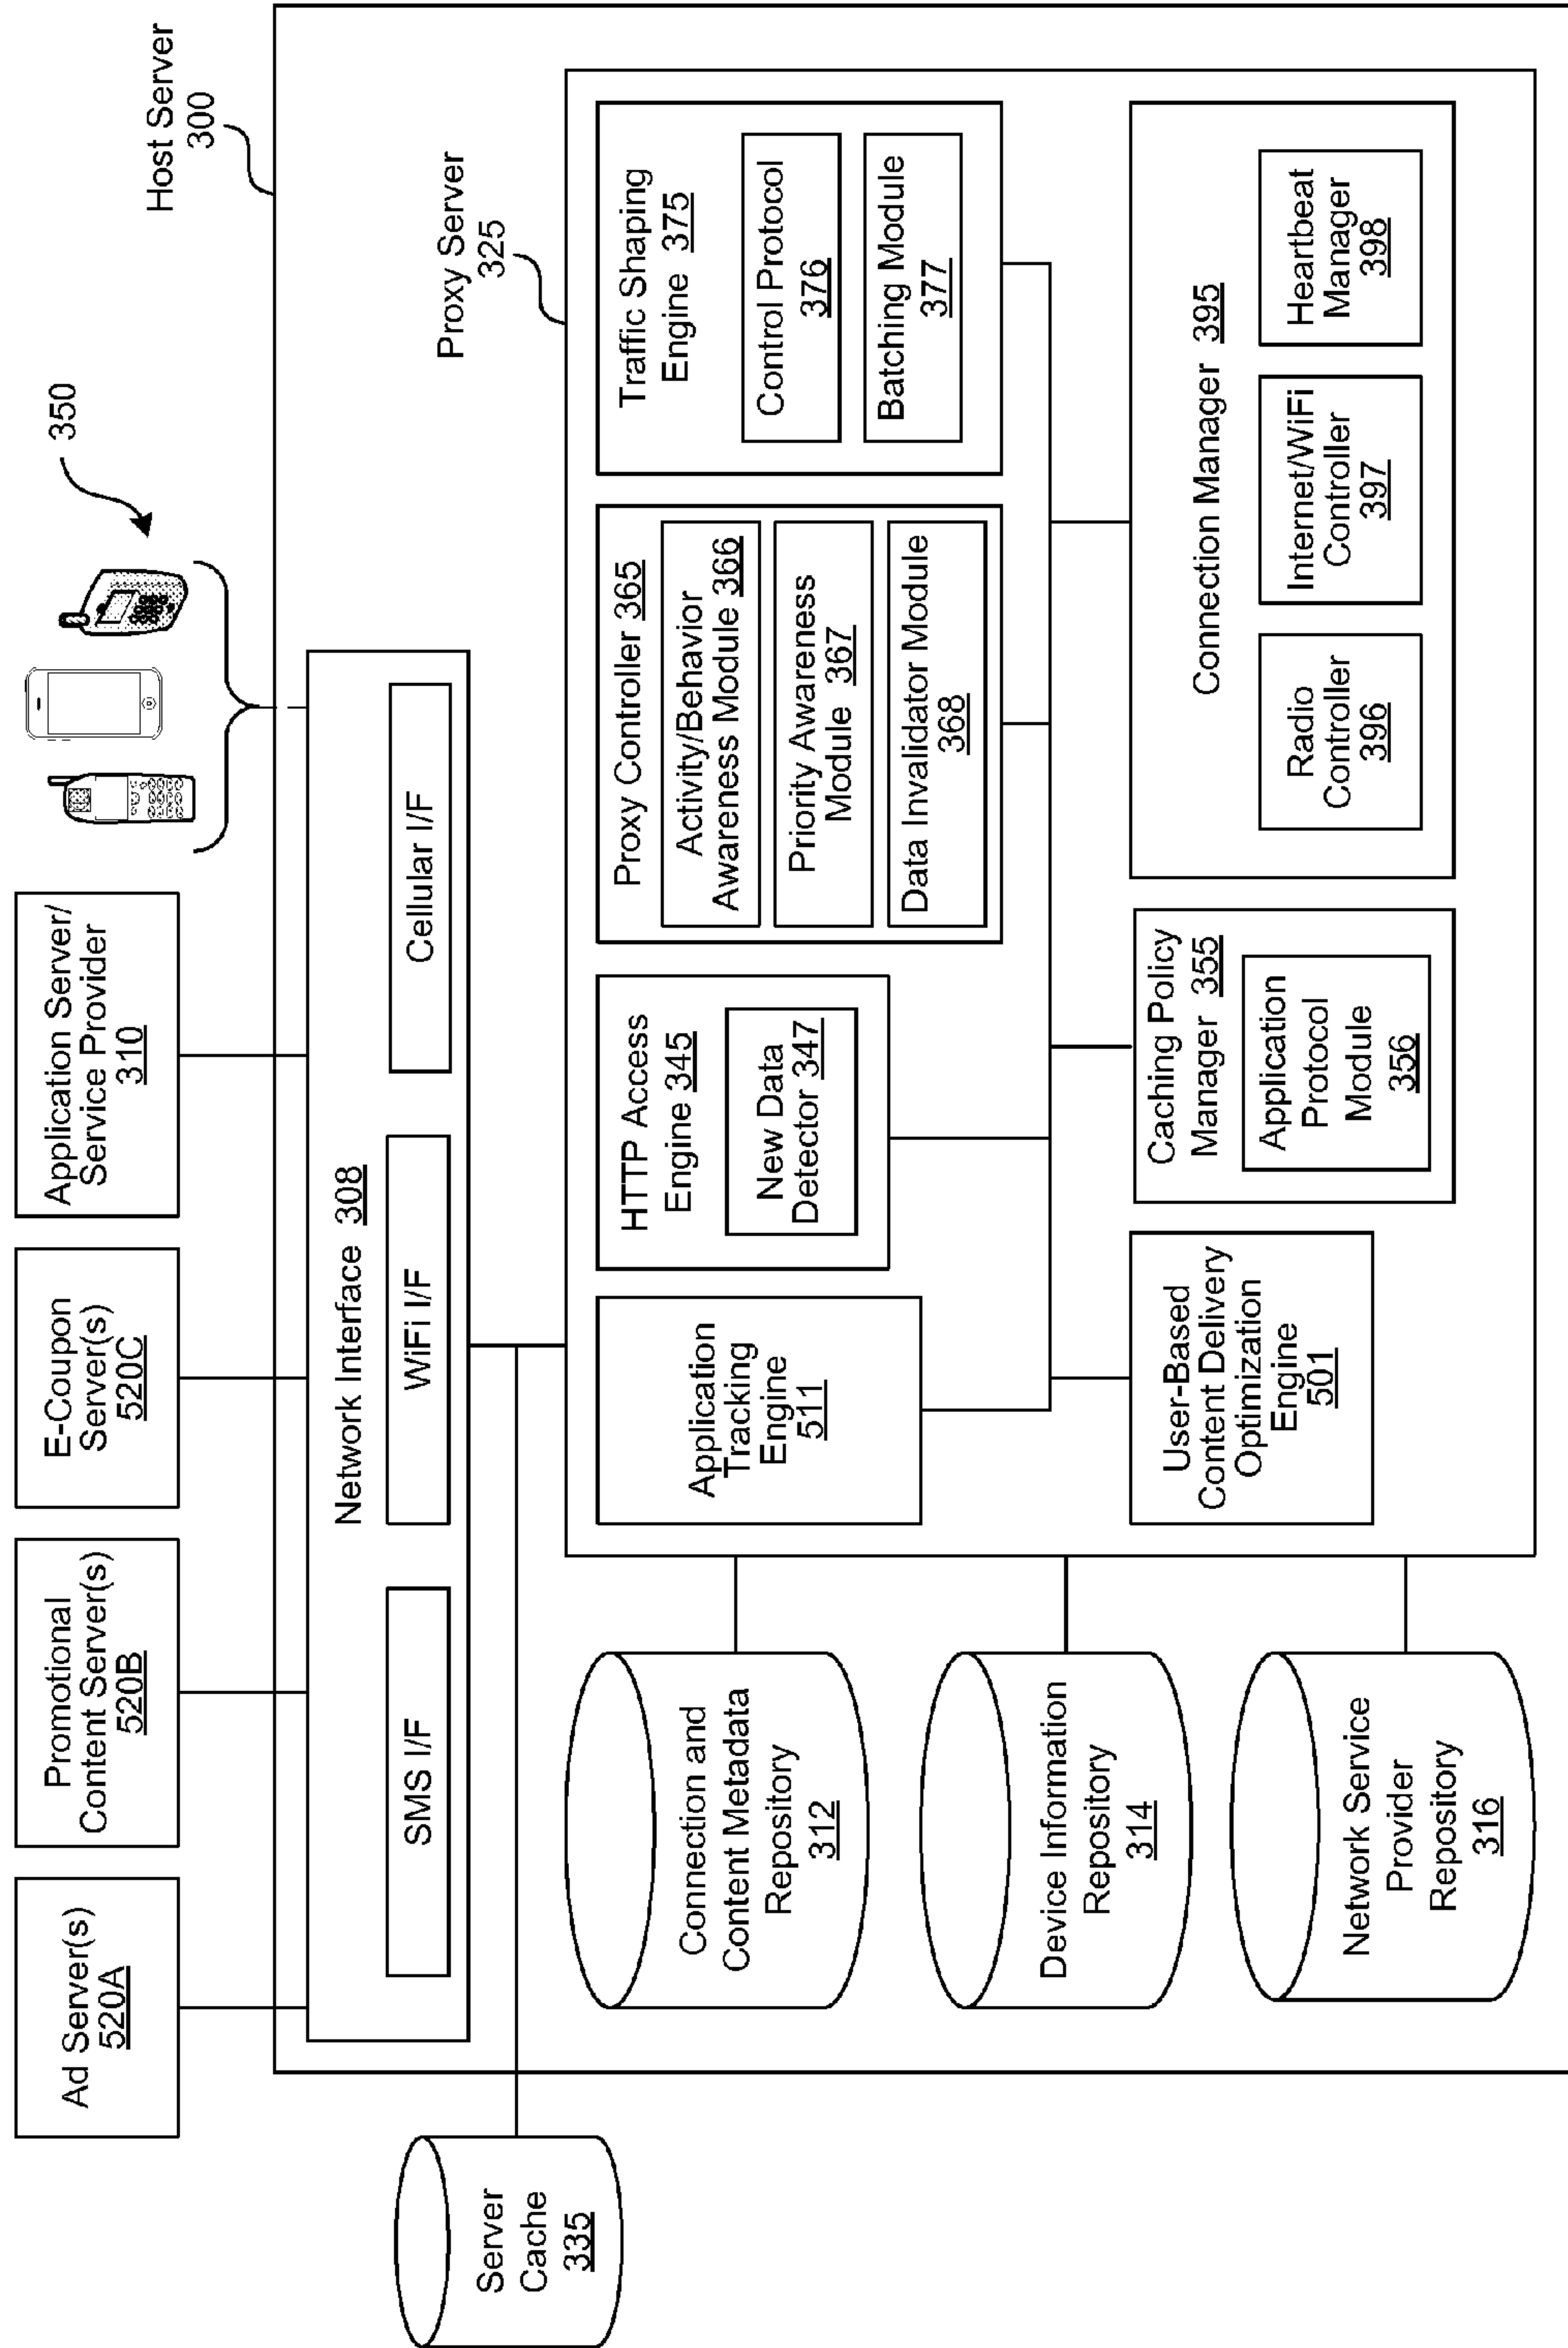 Ad Server(s)
520A
Promotional
Content Server(s)
520B
E-Coupon
Server(s)
520C
Application Server/
Service Provider
310
350
Host Server
300
Network Interface 308
SMS I/F
WiFi I/F
Cellular I/F
Server
Cache
335
Proxy Server
325
Connection and
Content Metadata
Repository
312
Device Information
Repository
314
Network Service
Provider
Repository
316
Application
Tracking
Engine
511
HTTP Access
Engine 345
New Data
Detector 347
Proxy Controller 365
Activity/Behavior
Awareness Module 366
Priority Awareness
Module 367
Data Invalidator Module
368
Traffic Shaping
Engine 375
Control Protocol
376
Batching Module
377
User-Based
Content Delivery
Optimization
Engine
501
Caching Policy
Manager 355
Application
Protocol
Module
356
Connection Manager 395
Radio
Controller
396
Internet/WiFi
Controller
397
Heartbeat
Manager
398